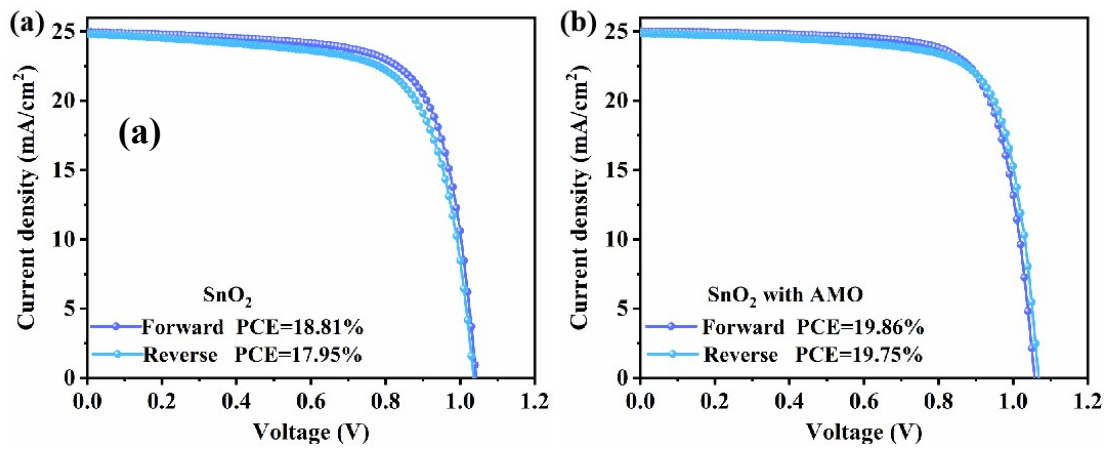 (a)
25
20
15
10
5
0
Current density (mA/cm²)
(a)
SnO₂
Forward PCE=18.81%
Reverse PCE=17.95%
0.0 0.2 0.4 0.6 0.8 1.0 1.2
Voltage (V)
(b)
25
20
15
10
5
0
Current density (mA/cm²)
SnO₂ with AMO
Forward PCE=19.86%
Reverse PCE=19.75%
0.0 0.2 0.4 0.6 0.8 1.0 1.2
Voltage (V)